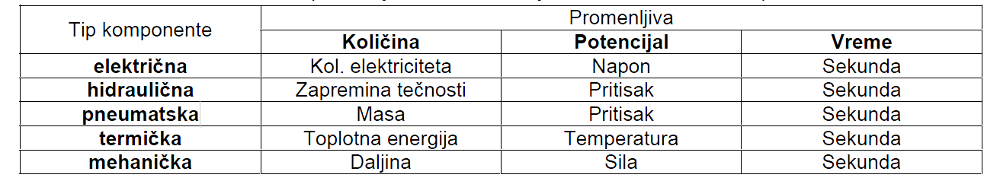 Tip komponente Promenljiva
Količina Potencijal Vreme
električna Kol. elektriciteta Napon Sekunda
hidraulična Zapremina tečnosti Pritisak Sekunda
pneumatska Masa Pritisak Sekunda
termička Toplotna energija Temperatura Sekunda
mehanička Daljina Sila Sekunda